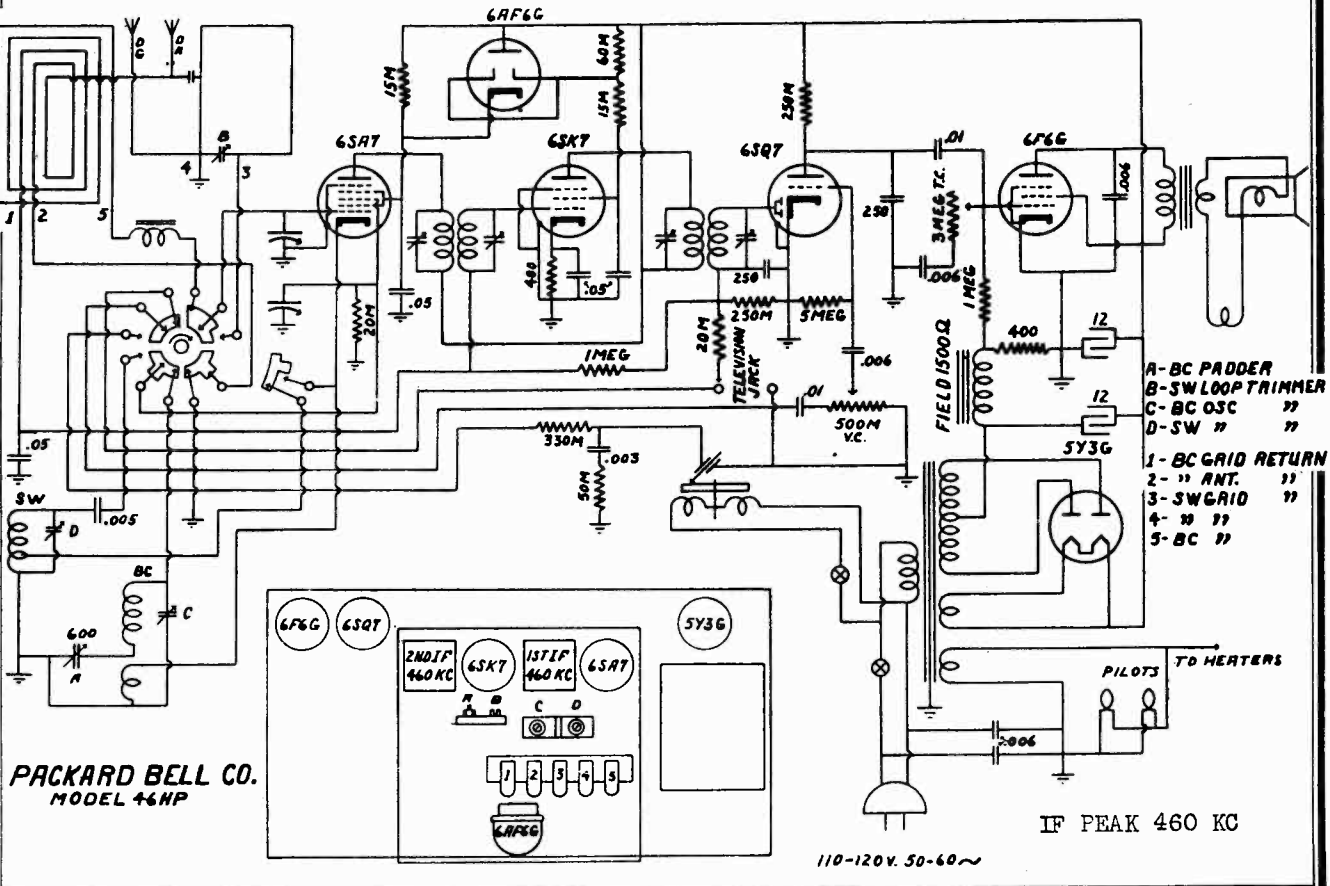 6AF6G
D
G
D
A
15M
60M
15M
250M
6SA7
6SK7
6SQ7
.01
6F6G
B
4
3
1
2
5
3MEG T.C.
250
.006
.006
400
.05
.05
20M
250
250M
5MEG
1MEG
20M
TELEVISION
JACK
.006
1MEG
FIELD 1500Ω
400
12
12
.01
500M
V.C.
330M
.003
50M
5Y3G
A- BC PADDER
B- SW LOOP TRIMMER
C- BC OSC "
D- SW " "
1- BC GRID RETURN
2- " ANT. "
3- SW GRID "
4- " "
5- BC "
.05
SW
D
.005
BC
C
600
A
6F6G
6SQ7
5Y3G
2ND IF
460 KC
6SK7
1ST IF
460 KC
6SA7
A
B
C
D
1 2 3 4 5
6AF6G
TO HEATERS
PILOTS
.006
PACKARD BELL CO.
MODEL 46HP
IF PEAK 460 KC
110-120V. 50-60~